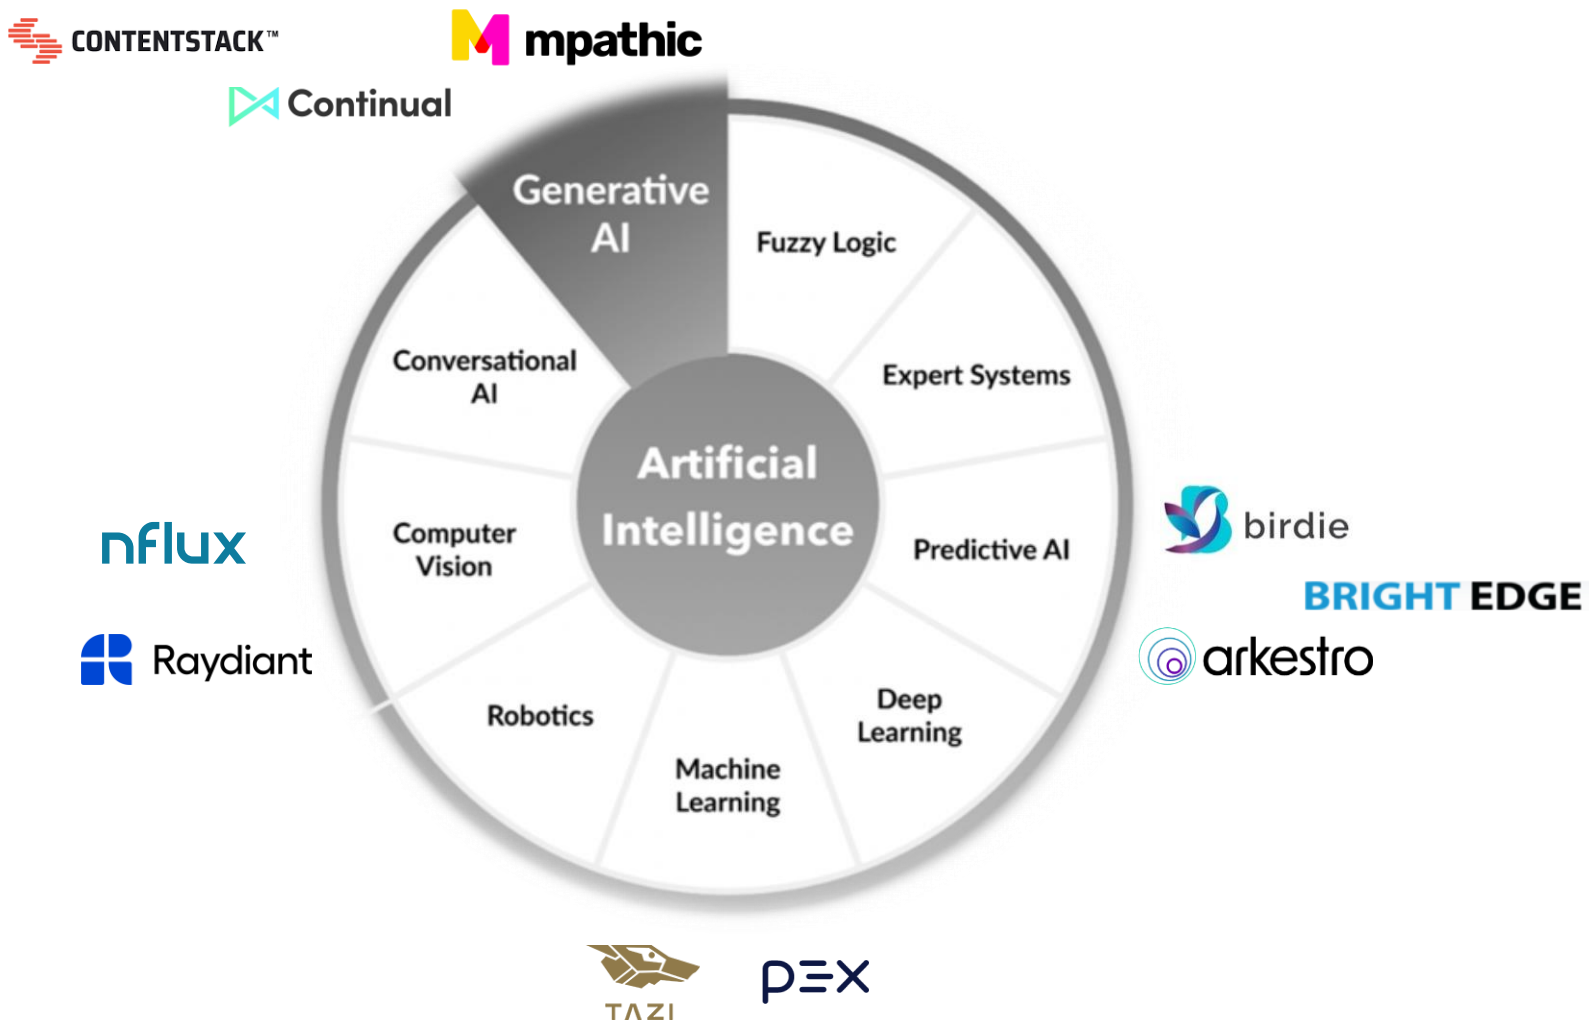 CONTENTSTACK™
mpathic
Continual
Generative
AI
Fuzzy Logic
Conversational
AI
Expert Systems
Artificial
Intelligence
Computer
Vision
Predictive AI
nflux
birdie
BRIGHT EDGE
Raydiant
arkestro
Robotics
Deep
Learning
Machine
Learning
TAZI
pex